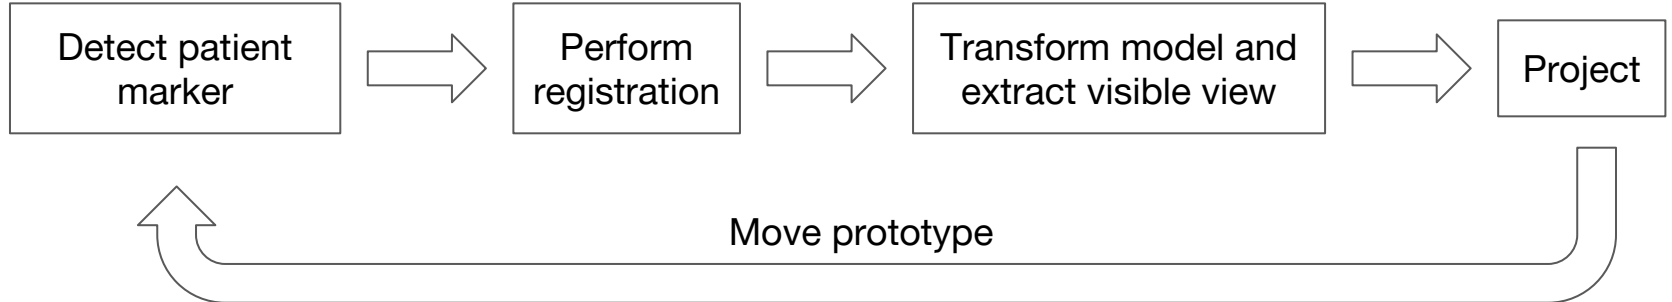 Detect patient
marker
Perform
registration
Transform model and
extract visible view
Project
Move prototype